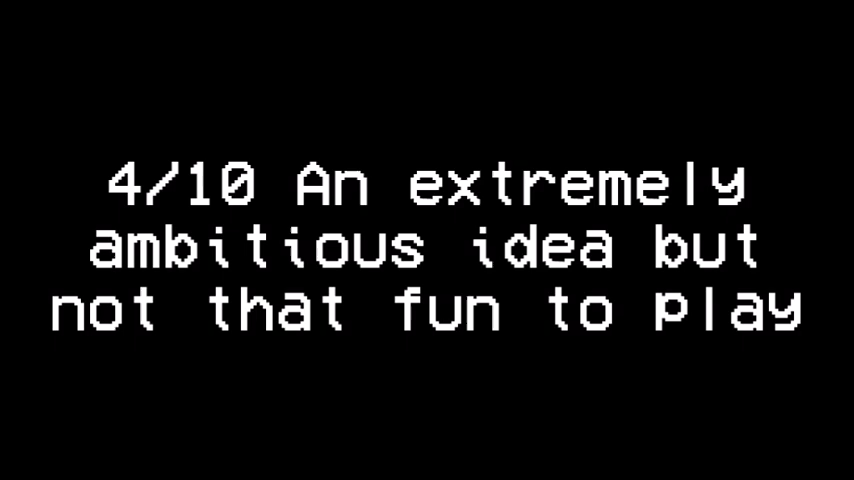 4/10 An extremely
ambitious idea but
not that fun to play